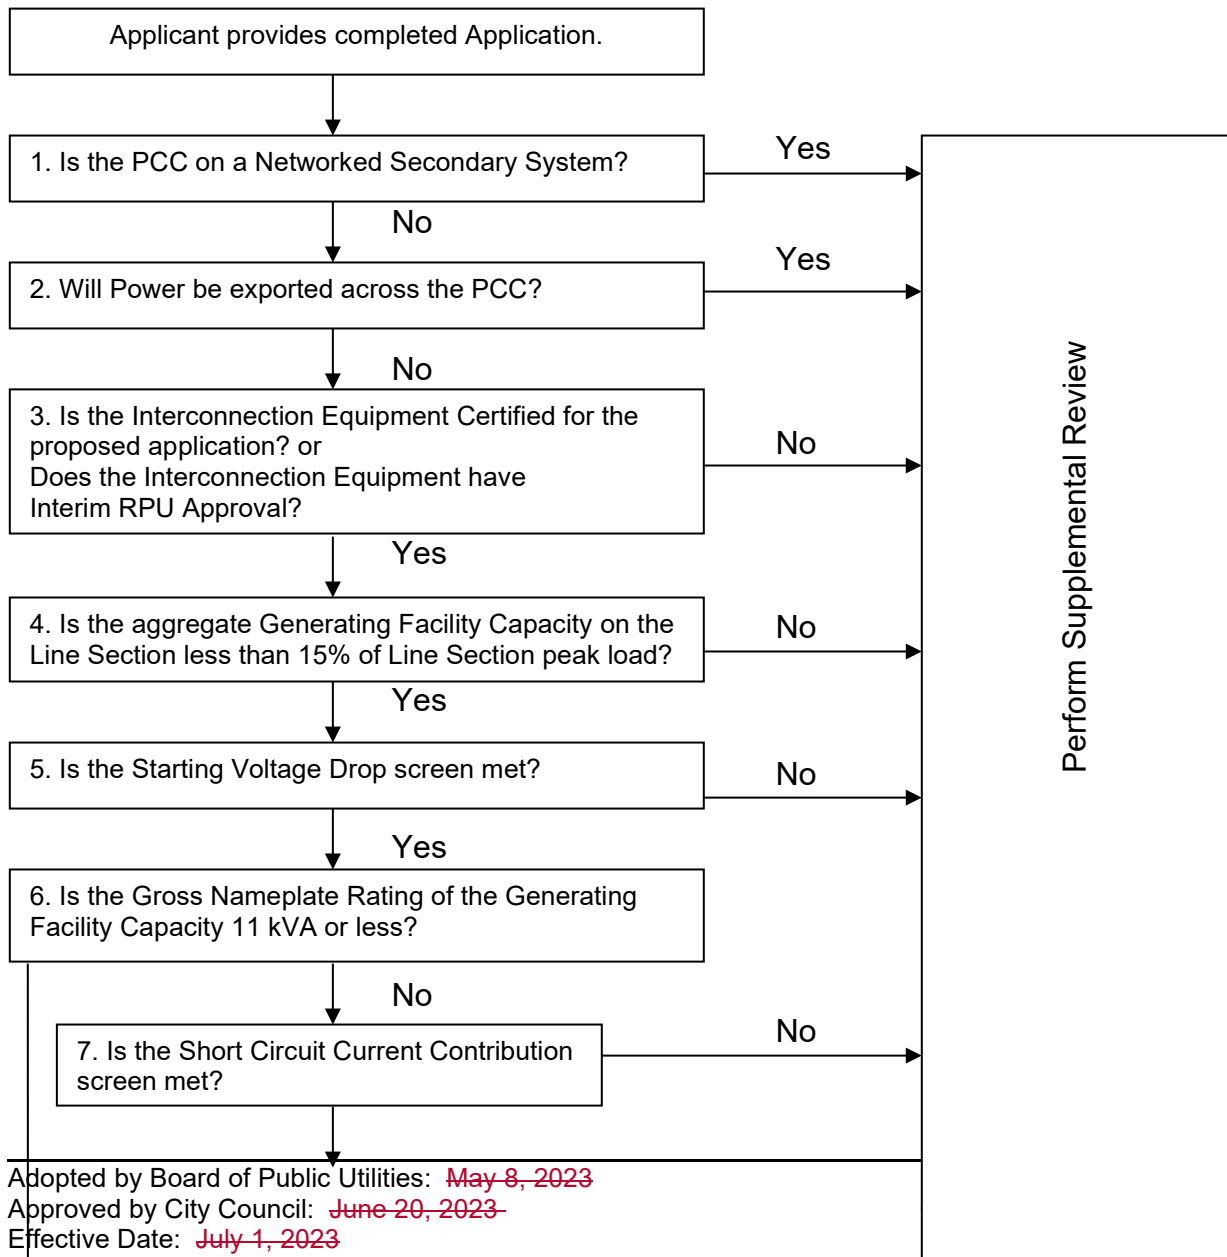 Applicant provides completed Application.
1. Is the PCC on a Networked Secondary System?
Yes
No
2. Will Power be exported across the PCC?
Yes
No
3. Is the Interconnection Equipment Certified for the
proposed application? or
Does the Interconnection Equipment have
Interim RPU Approval?
No
Yes
4. Is the aggregate Generating Facility Capacity on the
Line Section less than 15% of Line Section peak load?
No
Yes
5. Is the Starting Voltage Drop screen met?
No
Yes
6. Is the Gross Nameplate Rating of the Generating
Facility Capacity 11 kVA or less?
No
7. Is the Short Circuit Current Contribution
screen met?
No
Perform Supplemental Review
Adopted by Board of Public Utilities: May 8, 2023
Approved by City Council: June 20, 2023
Effective Date: July 1, 2023